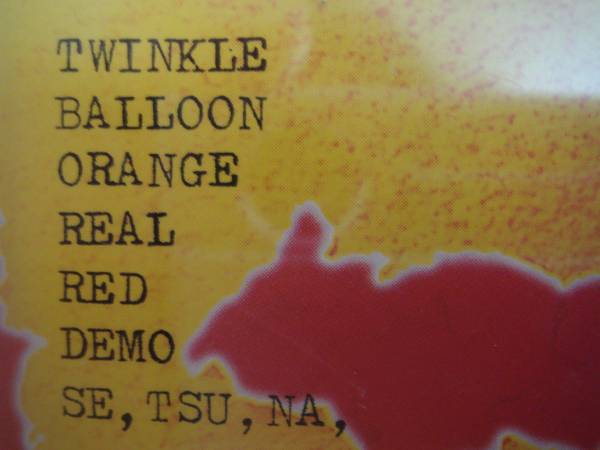 TWINKLE
BALLOON
ORANGE
REAL
RED
DEMO
SE,TSU,NA,